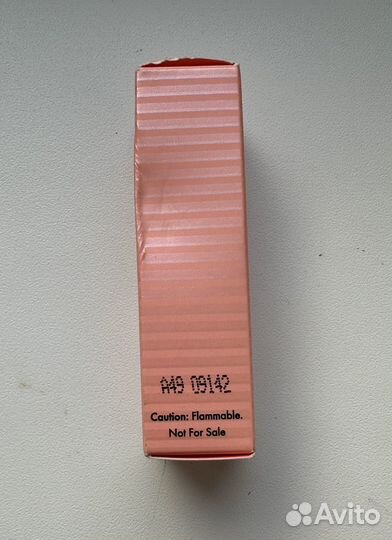 A49 09142
Caution: Flammable.
Not For Sale
Avito